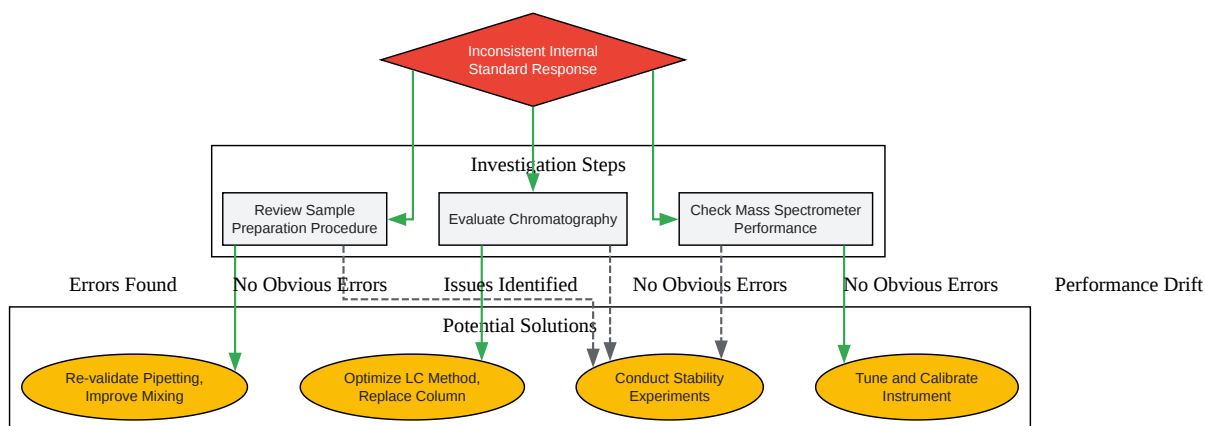 Inconsistent Internal
Standard Response
Investigation Steps
Review Sample
Preparation Procedure
Evaluate Chromatography
Check Mass Spectrometer
Performance
Errors Found
No Obvious Errors
Issues Identified
No Obvious Errors
No Obvious Errors
Performance Drift
Potential Solutions
Re-validate Pipetting,
Improve Mixing
Optimize LC Method,
Replace Column
Conduct Stability
Experiments
Tune and Calibrate
Instrument